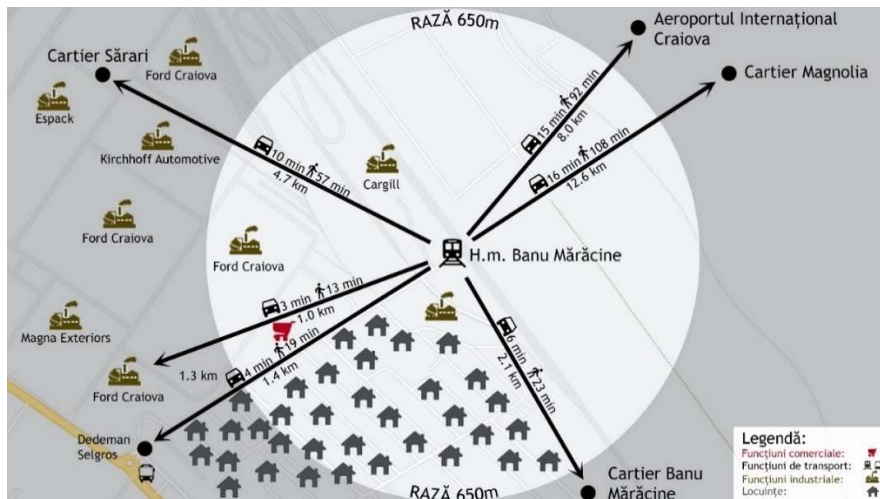 RAZĂ 650m
Aeroportul Internațional
Craiova
Cartier Sărari
Ford Craiova
Cartier Magnolia
Espack
15 min 92 min
8.0 km
Kirchhoff Automotive
10 min 57 min
4.7 km
Cargill
16 min 108 min
12.6 km
Ford Craiova
Ford Craiova
H.m. Banu Mărăcine
3 min 13 min
1.0 km
Magna Exteriors
4 min 19 min
1.4 km
6 min 23 min
2.1 km
1.3 km
Ford Craiova
Dedeman
Selgros
Cartier Banu
Mărăcine
RAZĂ 650m
Legendă:
Funcțiuni comerciale:
Funcțiuni de transport:
Funcțiuni industriale:
Locuințe: